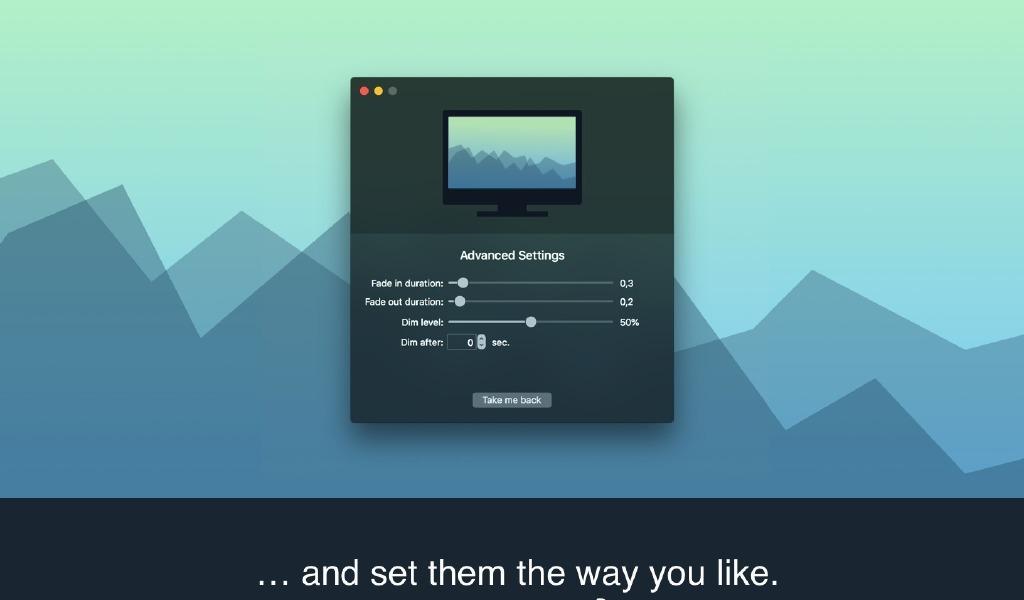 Advanced Settings
Fade in duration: 0,3
Fade out duration: 0,2
Dim level: 50%
Dim after: 0 sec.
Take me back
… and set them the way you like.